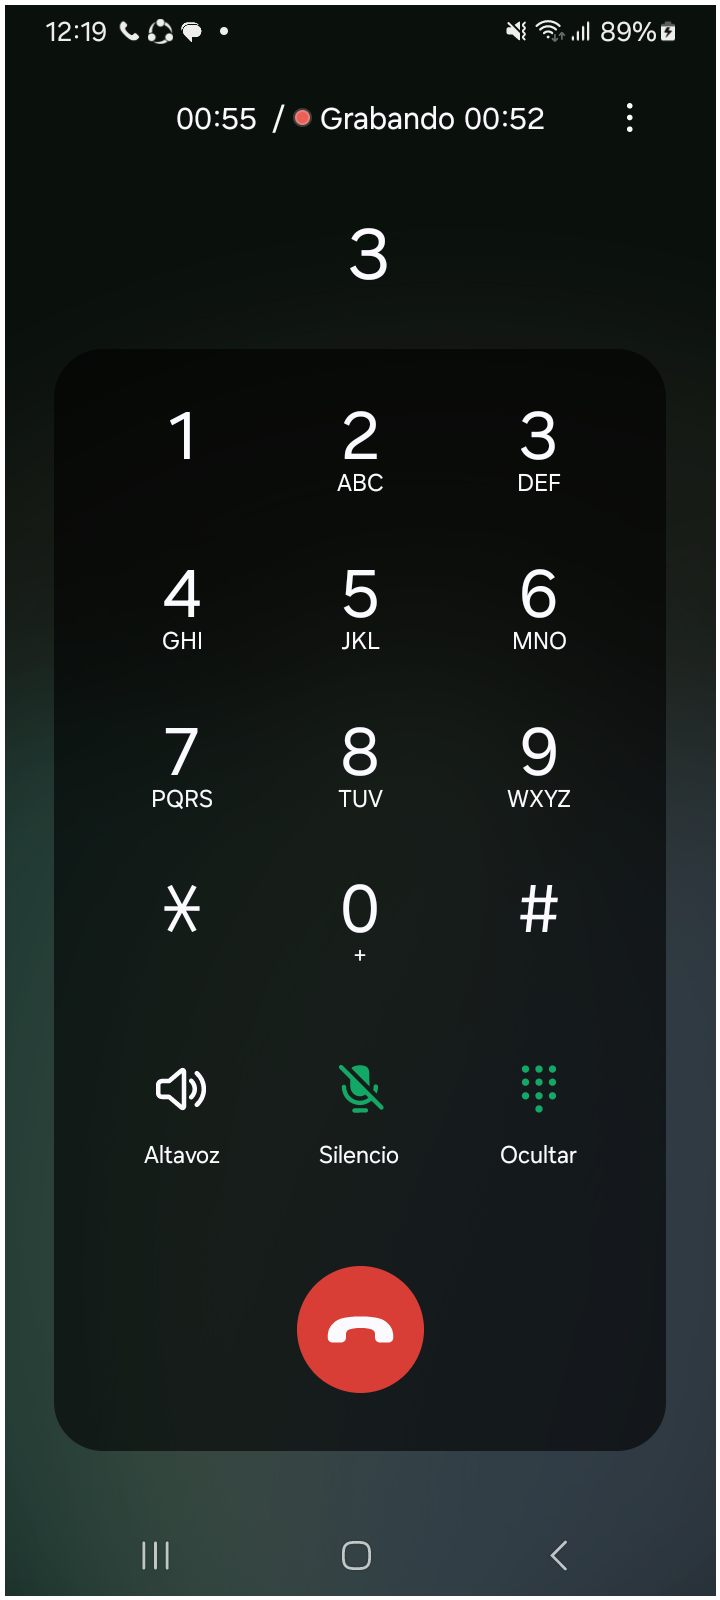 12:19 89%
00:55 / Grabando 00:52
3
1 2 3
ABC DEF
4 5 6
GHI JKL MNO
7 8 9
PQRS TUV WXYZ
* 0 #
+
Altavoz Silencio Ocultar